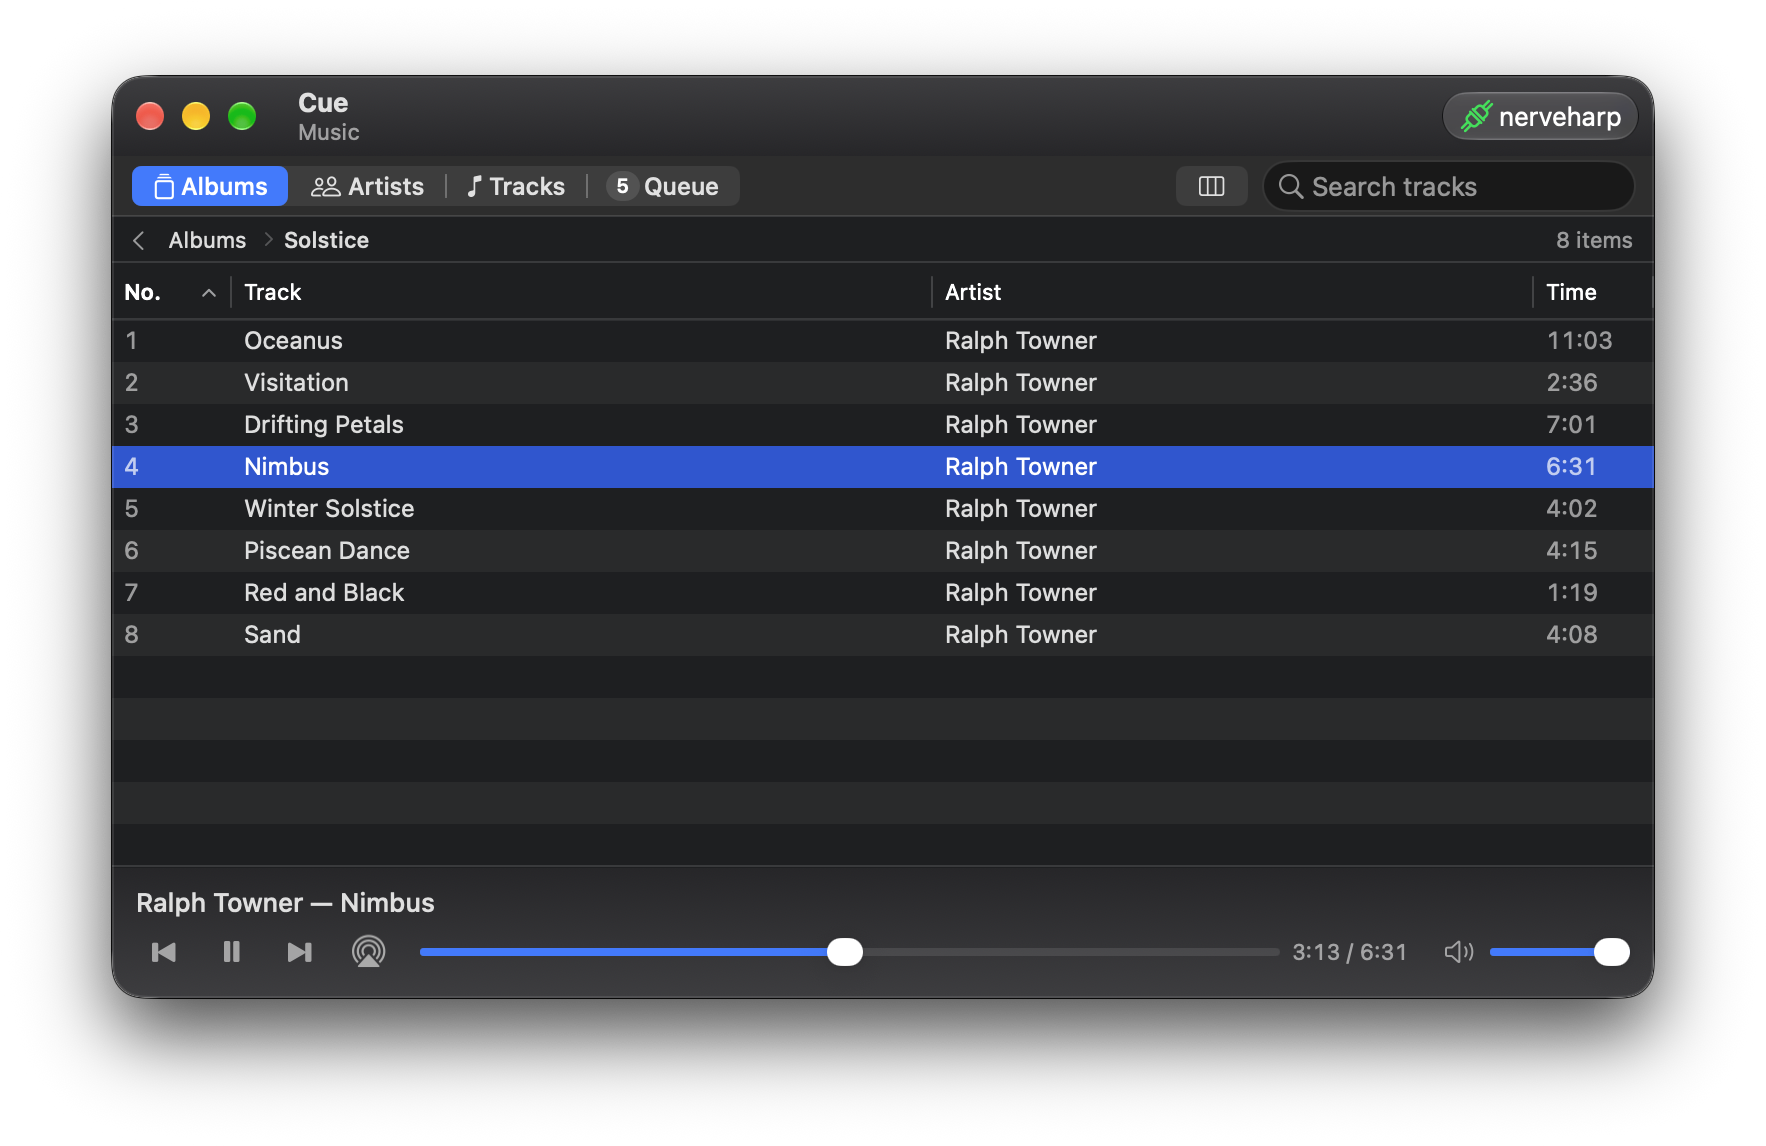 Cue
Music
nerveharp
Albums Artists Tracks 5 Queue
Search tracks
Albums Solstice 8 items
No. Track Artist Time
1 Oceanus Ralph Towner 11:03
2 Visitation Ralph Towner 2:36
3 Drifting Petals Ralph Towner 7:01
4 Nimbus Ralph Towner 6:31
5 Winter Solstice Ralph Towner 4:02
6 Piscean Dance Ralph Towner 4:15
7 Red and Black Ralph Towner 1:19
8 Sand Ralph Towner 4:08
Ralph Towner — Nimbus
3:13 / 6:31